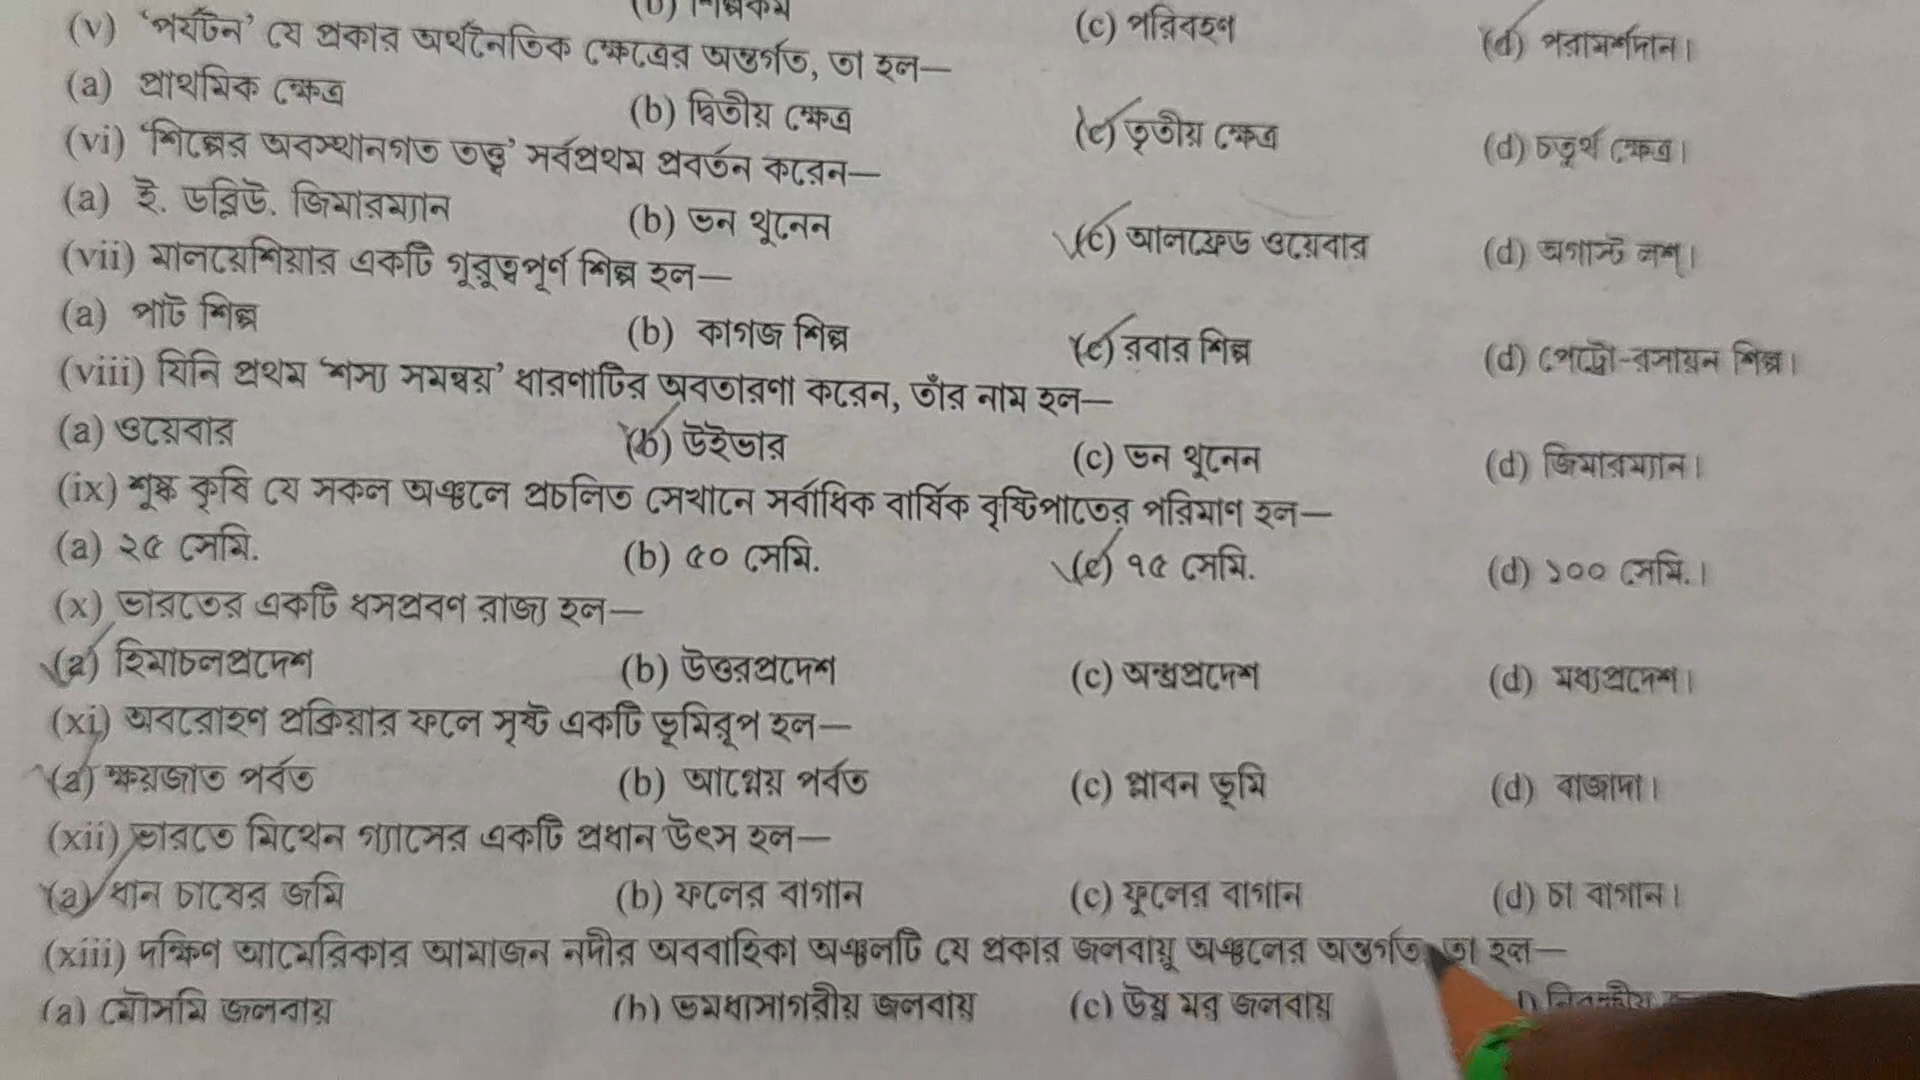 (b) শিল্পকর্ম (c) পরিবহণ (d) পরামর্শদান।
(v) ‘পর্যটন’ যে প্রকার অর্থনৈতিক ক্ষেত্রের অন্তর্গত, তা হল—
(a) প্রাথমিক ক্ষেত্র (b) দ্বিতীয় ক্ষেত্র (c) তৃতীয় ক্ষেত্র (d) চতুর্থ ক্ষেত্র।
(vi) ‘শিল্পের অবস্থানগত তত্ত্ব’ সর্বপ্রথম প্রবর্তন করেন—
(a) ই. ডব্লিউ. জিমারম্যান (b) ভন থুনেন (c) আলফ্রেড ওয়েবার (d) অগাস্ট লশ্।
(vii) মালয়েশিয়ার একটি গুরুত্বপূর্ণ শিল্প হল—
(a) পাট শিল্প (b) কাগজ শিল্প (c) রবার শিল্প (d) পেট্রো-রসায়ন শিল্প।
(viii) যিনি প্রথম ‘শস্য সমন্বয়’ ধারণাটির অবতারণা করেন, তাঁর নাম হল—
(a) ওয়েবার (b) উইভার (c) ভন থুনেন (d) জিমারম্যান।
(ix) শুষ্ক কৃষি যে সকল অঞ্চলে প্রচলিত সেখানে সর্বাধিক বার্ষিক বৃষ্টিপাতের পরিমাণ হল—
(a) ২৫ সেমি. (b) ৫০ সেমি. (c) ৭৫ সেমি. (d) ১০০ সেমি.।
(x) ভারতের একটি ধসপ্রবণ রাজ্য হল—
(a) হিমাচলপ্রদেশ (b) উত্তরপ্রদেশ (c) অন্ধ্রপ্রদেশ (d) মধ্যপ্রদেশ।
(xi) অবরোহণ প্রক্রিয়ার ফলে সৃষ্ট একটি ভূমিরূপ হল—
(a) ক্ষয়জাত পর্বত (b) আগ্নেয় পর্বত (c) প্লাবন ভূমি (d) বাজাদা।
(xii) ভারতে মিথেন গ্যাসের একটি প্রধান উৎস হল—
(a) ধান চাষের জমি (b) ফলের বাগান (c) ফুলের বাগান (d) চা বাগান।
(xiii) দক্ষিণ আমেরিকার আমাজন নদীর অববাহিকা অঞ্চলটি যে প্রকার জলবায়ু অঞ্চলের অন্তর্গত তা হল—
(a) মৌসুমি জলবায়ু (b) ভূমধ্যসাগরীয় জলবায়ু (c) উষ্ণ মরু জলবায়ু